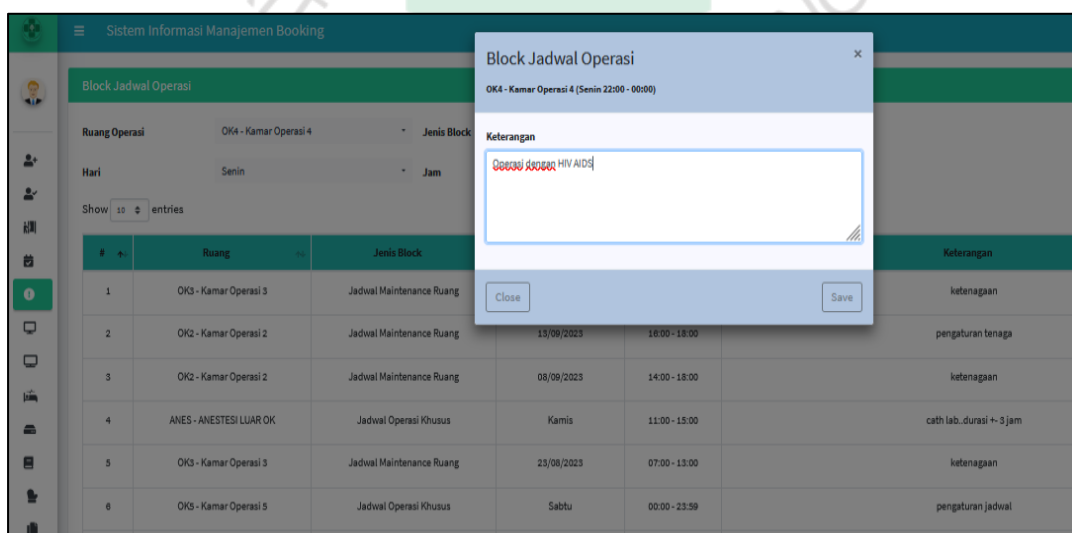 Sistem Informasi Manajemen Booking
Block Jadwal Operasi
OK4 - Kamar Operasi 4 (Senin 22:00 - 00:00)
Keterangan
Operasi dengan HIV AIDS
Close Save
Block Jadwal Operasi
Ruang Operasi OK4 - Kamar Operasi 4 Jenis Block
Hari Senin Jam
Show 10 entries
# Ruang Jenis Block Keterangan
1 OK3 - Kamar Operasi 3 Jadwal Maintenance Ruang ketenagaan
2 OK2 - Kamar Operasi 2 Jadwal Maintenance Ruang 13/09/2023 16:00 - 18:00 pengaturan tenaga
3 OK2 - Kamar Operasi 2 Jadwal Maintenance Ruang 08/09/2023 14:00 - 18:00 ketenagaan
4 ANES - ANESTESI LUAR OK Jadwal Operasi Khusus Kamis 11:00 - 15:00 cath lab..durasi +- 3 jam
5 OK3 - Kamar Operasi 3 Jadwal Maintenance Ruang 23/08/2023 07:00 - 13:00 ketenagaan
6 OK5 - Kamar Operasi 5 Jadwal Operasi Khusus Sabtu 00:00 - 23:59 pengaturan jadwal